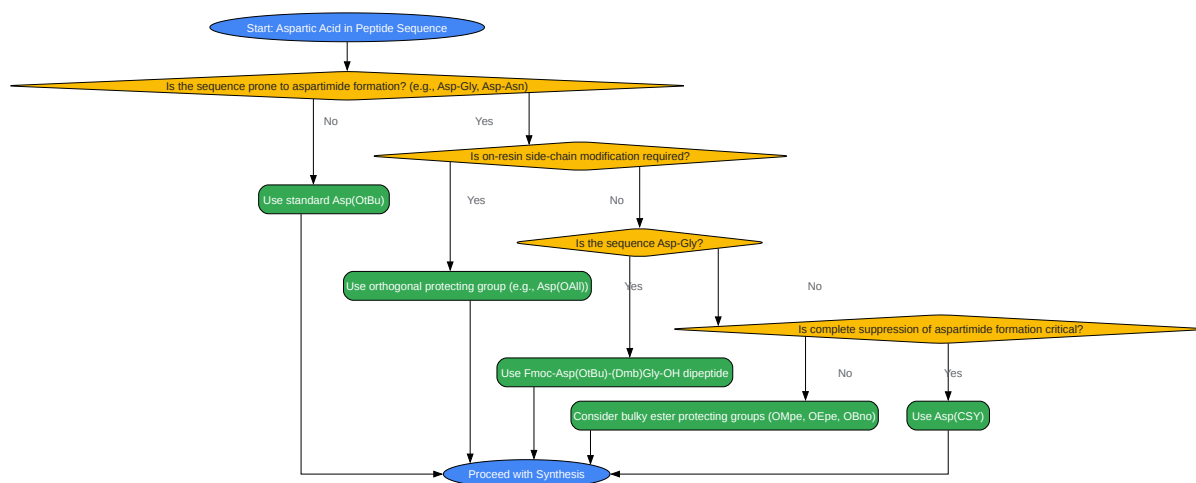 Start: Aspartic Acid in Peptide Sequence
Is the sequence prone to aspartimide formation? (e.g., Asp-Gly, Asp-Asn)
No
Yes
Is on-resin side-chain modification required?
Use standard Asp(OtBu)
Yes
No
Is the sequence Asp-Gly?
Use orthogonal protecting group (e.g., Asp(OAll))
Yes
No
Is complete suppression of aspartimide formation critical?
Use Fmoc-Asp(OtBu)-(Dmb)Gly-OH dipeptide
No
Yes
Consider bulky ester protecting groups (OMpe, OEpe, OBno)
Use Asp(CSY)
Proceed with Synthesis